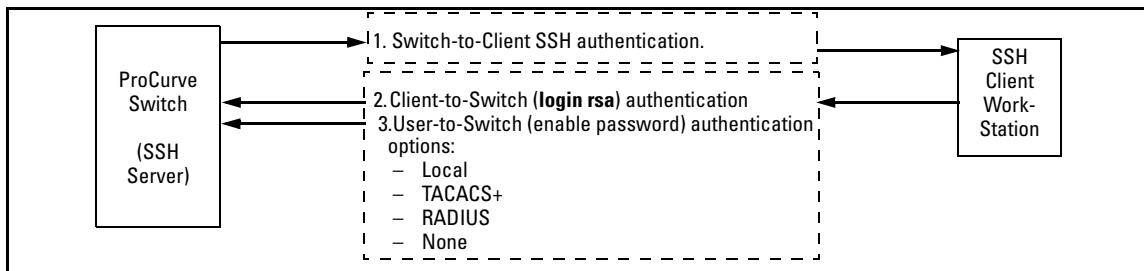 ProCurve
Switch
(SSH
Server)
1. Switch-to-Client SSH authentication.
2.Client-to-Switch (login rsa) authentication
3.User-to-Switch (enable password) authentication
options:
– Local
– TACACS+
– RADIUS
– None
SSH
Client
Work-
Station